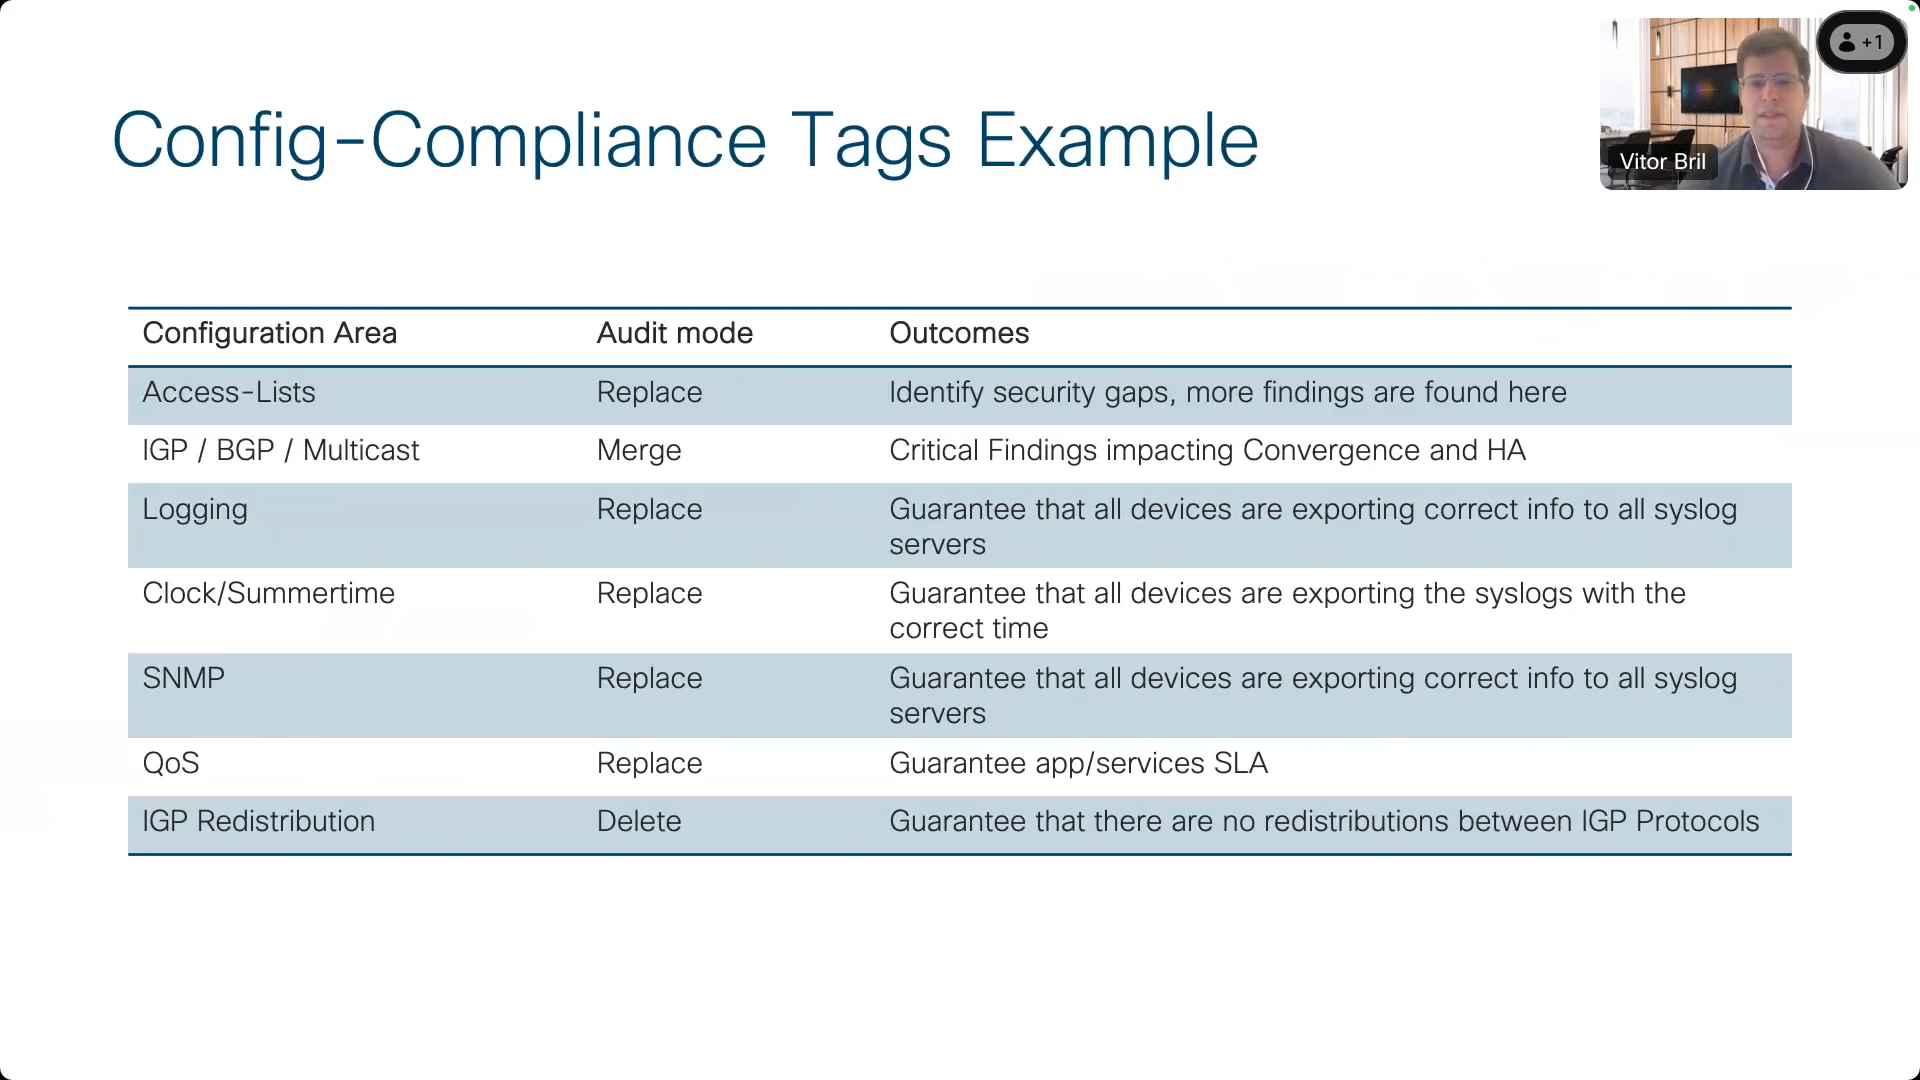 Config-Compliance Tags Example
+1
Vitor Bril
Configuration Area Audit mode Outcomes
Access-Lists Replace Identify security gaps, more findings are found here
IGP / BGP / Multicast Merge Critical Findings impacting Convergence and HA
Logging Replace Guarantee that all devices are exporting correct info to all syslog
servers
Clock/Summertime Replace Guarantee that all devices are exporting the syslogs with the
correct time
SNMP Replace Guarantee that all devices are exporting correct info to all syslog
servers
QoS Replace Guarantee app/services SLA
IGP Redistribution Delete Guarantee that there are no redistributions between IGP Protocols